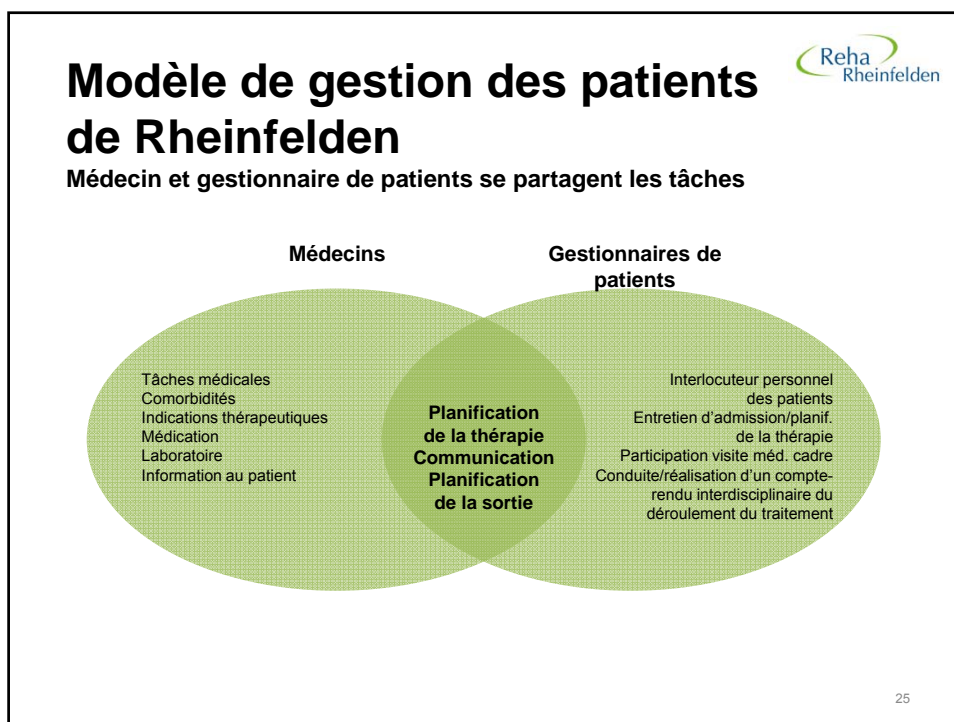 Modèle de gestion des patients
de Rheinfelden
Médecin et gestionnaire de patients se partagent les tâches
Reha
Rheinfelden
Médecins
Gestionnaires de
patients
Tâches médicales
Comorbidités
Indications thérapeutiques
Médication
Laboratoire
Information au patient
Planification
de la thérapie
Communication
Planification
de la sortie
Interlocuteur personnel
des patients
Entretien d’admission/planif.
de la thérapie
Participation visite méd. cadre
Conduite/réalisation d’un compte-
rendu interdisciplinaire du
déroulement du traitement
25